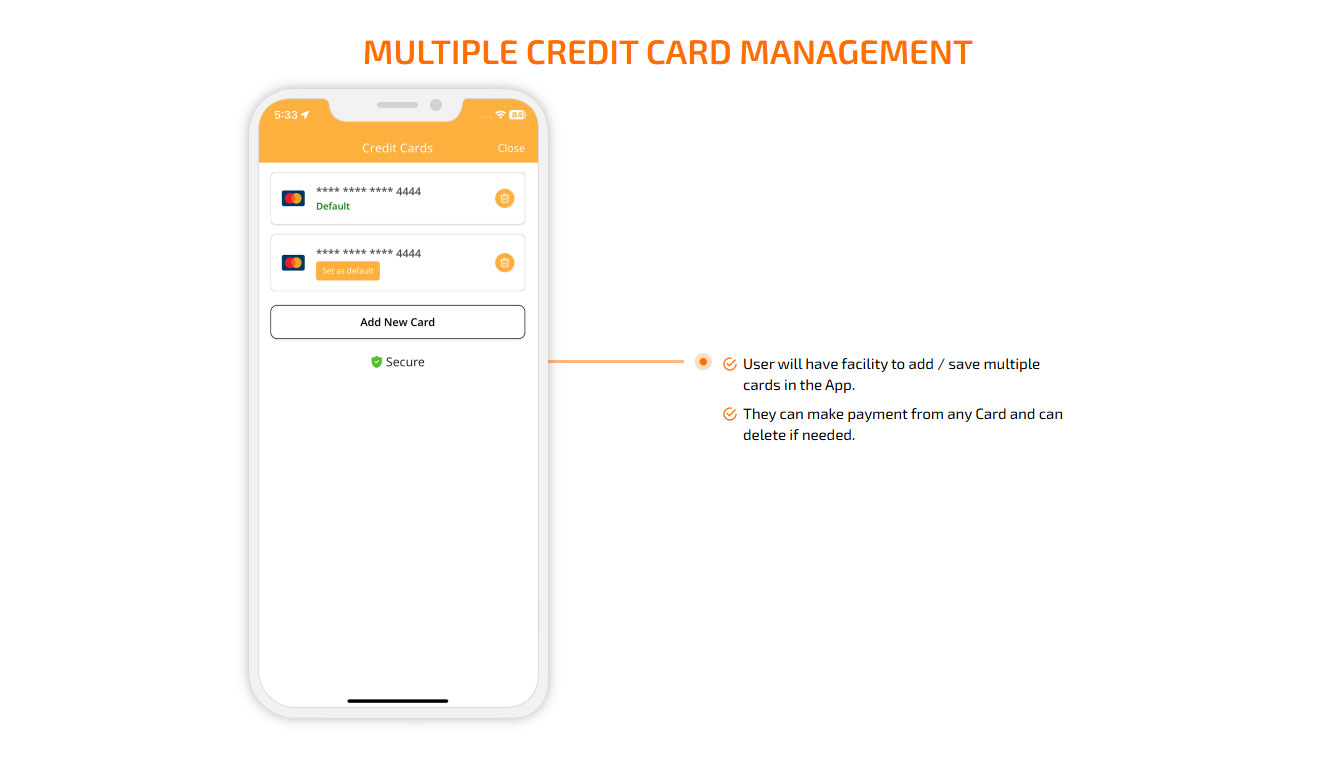 MULTIPLE CREDIT CARD MANAGEMENT
5:33
84
Credit Cards
Close
**** **** **** 4444
Default
**** **** **** 4444
Set as default
Add New Card
Secure
User will have facility to add / save multiple
cards in the App.
They can make payment from any Card and can
delete if needed.